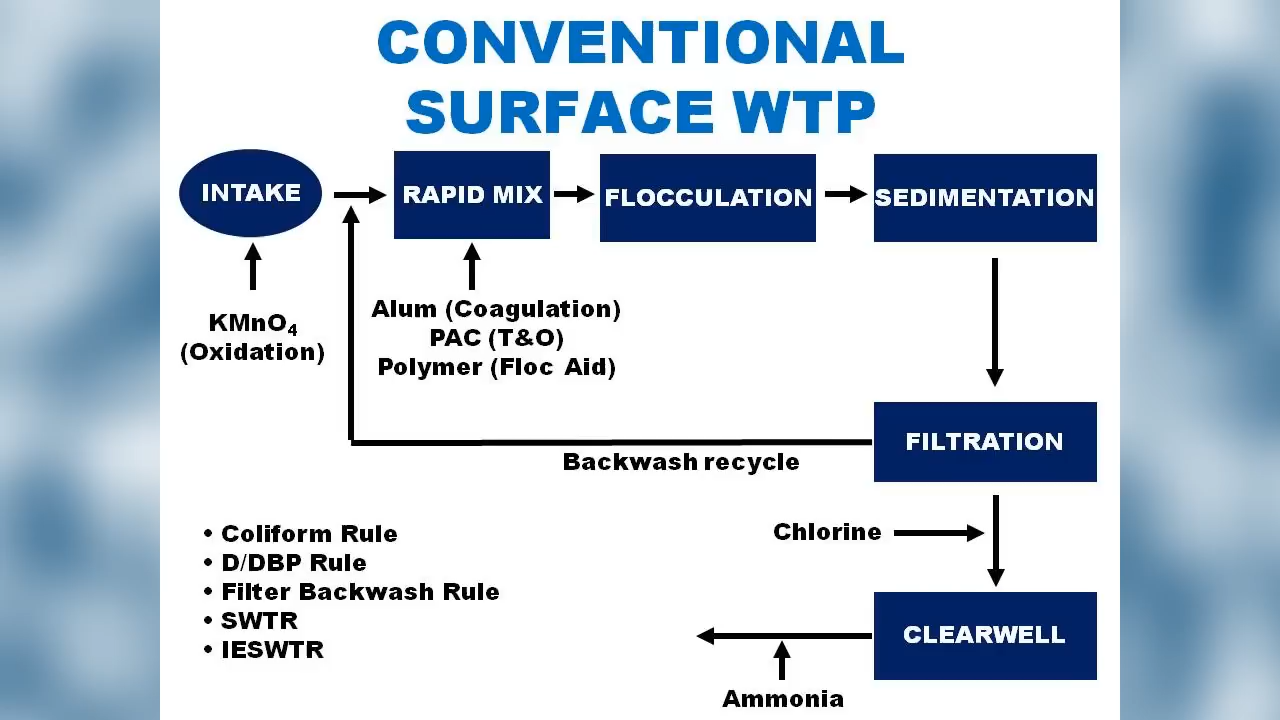 CONVENTIONAL
SURFACE WTP
INTAKE
RAPID MIX
FLOCCULATION
SEDIMENTATION
KMnO₄
(Oxidation)
Alum (Coagulation)
PAC (T&O)
Polymer (Floc Aid)
FILTRATION
Backwash recycle
Chlorine
• Coliform Rule
• D/DBP Rule
• Filter Backwash Rule
• SWTR
• IESWTR
CLEARWELL
Ammonia